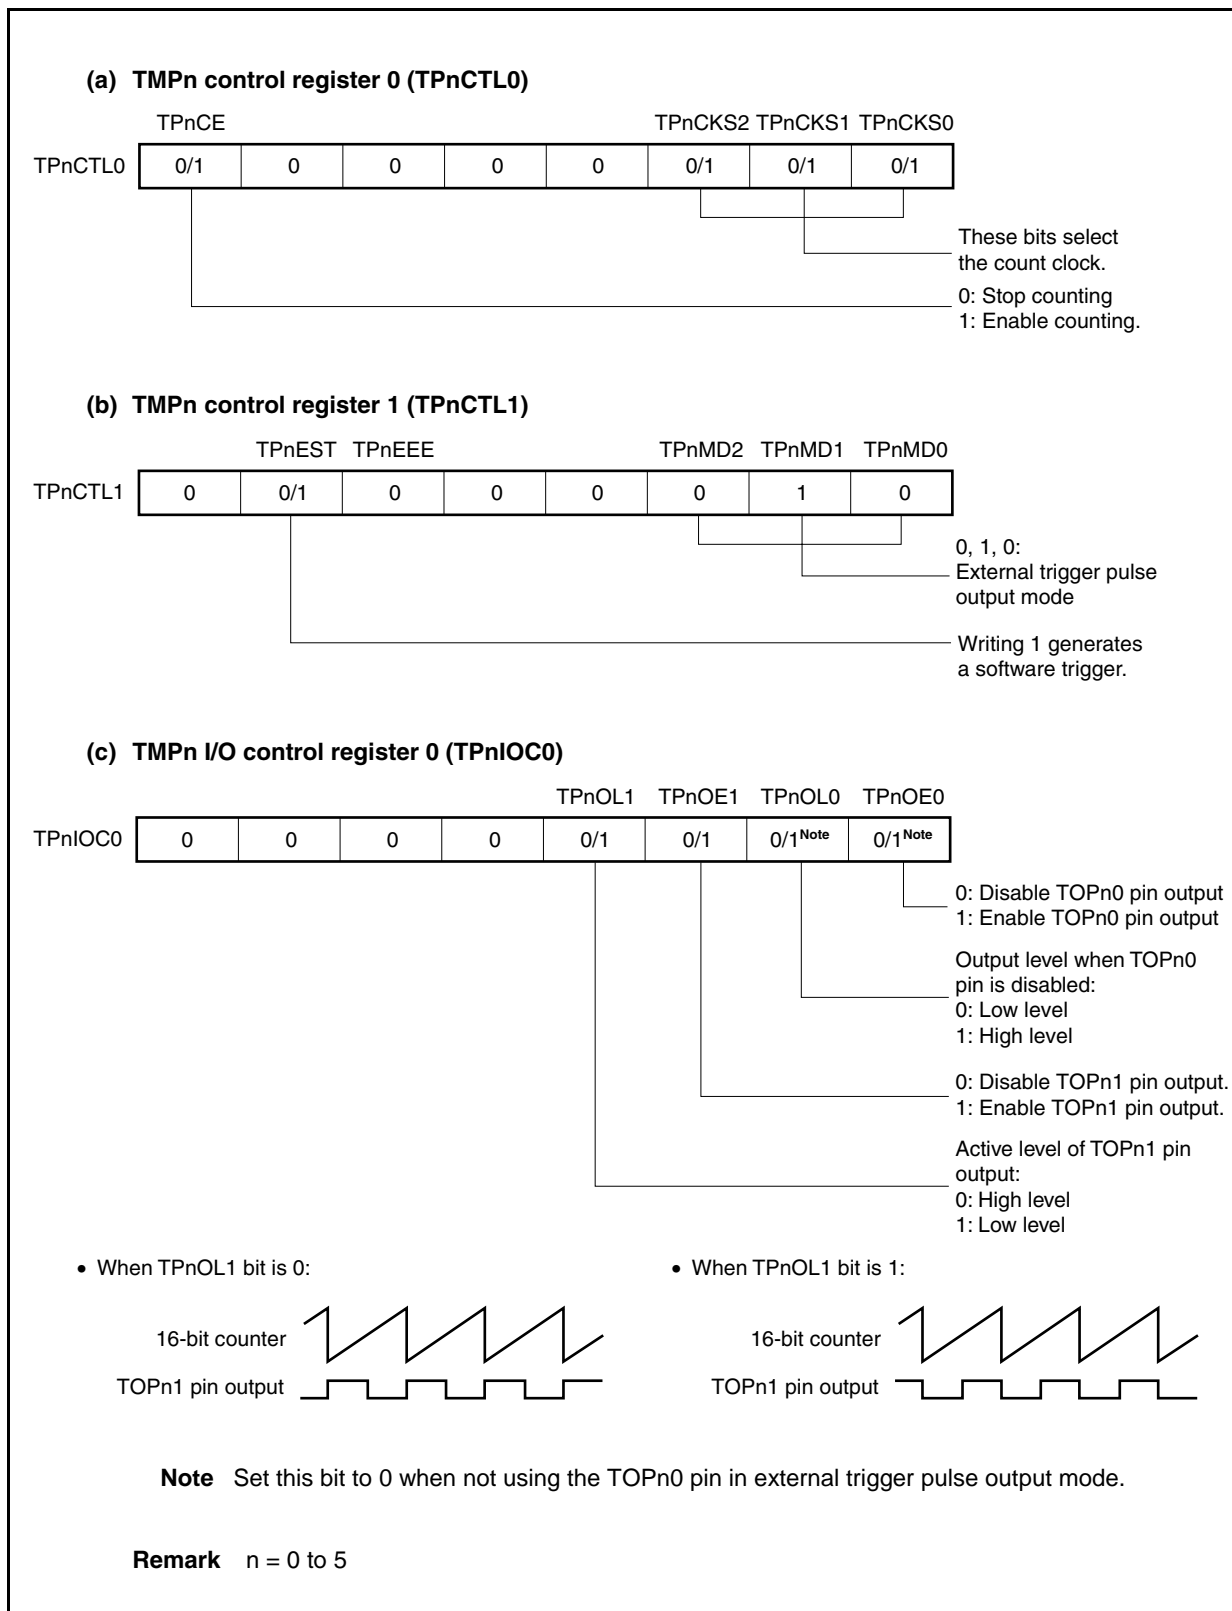 (a) TMPn control register 0 (TPnCTL0)
TPnCE TPnCKS2 TPnCKS1 TPnCKS0
TPnCTL0 0/1 0 0 0 0 0/1 0/1 0/1
These bits select
the count clock.
0: Stop counting
1: Enable counting.
(b) TMPn control register 1 (TPnCTL1)
TPnEST TPnEEE TPnMD2 TPnMD1 TPnMD0
TPnCTL1 0 0/1 0 0 0 0 1 0
0, 1, 0:
External trigger pulse
output mode
Writing 1 generates
a software trigger.
(c) TMPn I/O control register 0 (TPnIOC0)
TPnOL1 TPnOE1 TPnOL0 TPnOE0
TPnIOC0 0 0 0 0 0/1 0/1 0/1Note 0/1Note
0: Disable TOPn0 pin output
1: Enable TOPn0 pin output
Output level when TOPn0
pin is disabled:
0: Low level
1: High level
0: Disable TOPn1 pin output.
1: Enable TOPn1 pin output.
Active level of TOPn1 pin
output:
0: High level
1: Low level
• When TPnOL1 bit is 0:
16-bit counter
TOPn1 pin output
• When TPnOL1 bit is 1:
16-bit counter
TOPn1 pin output
Note Set this bit to 0 when not using the TOPn0 pin in external trigger pulse output mode.
Remark n = 0 to 5